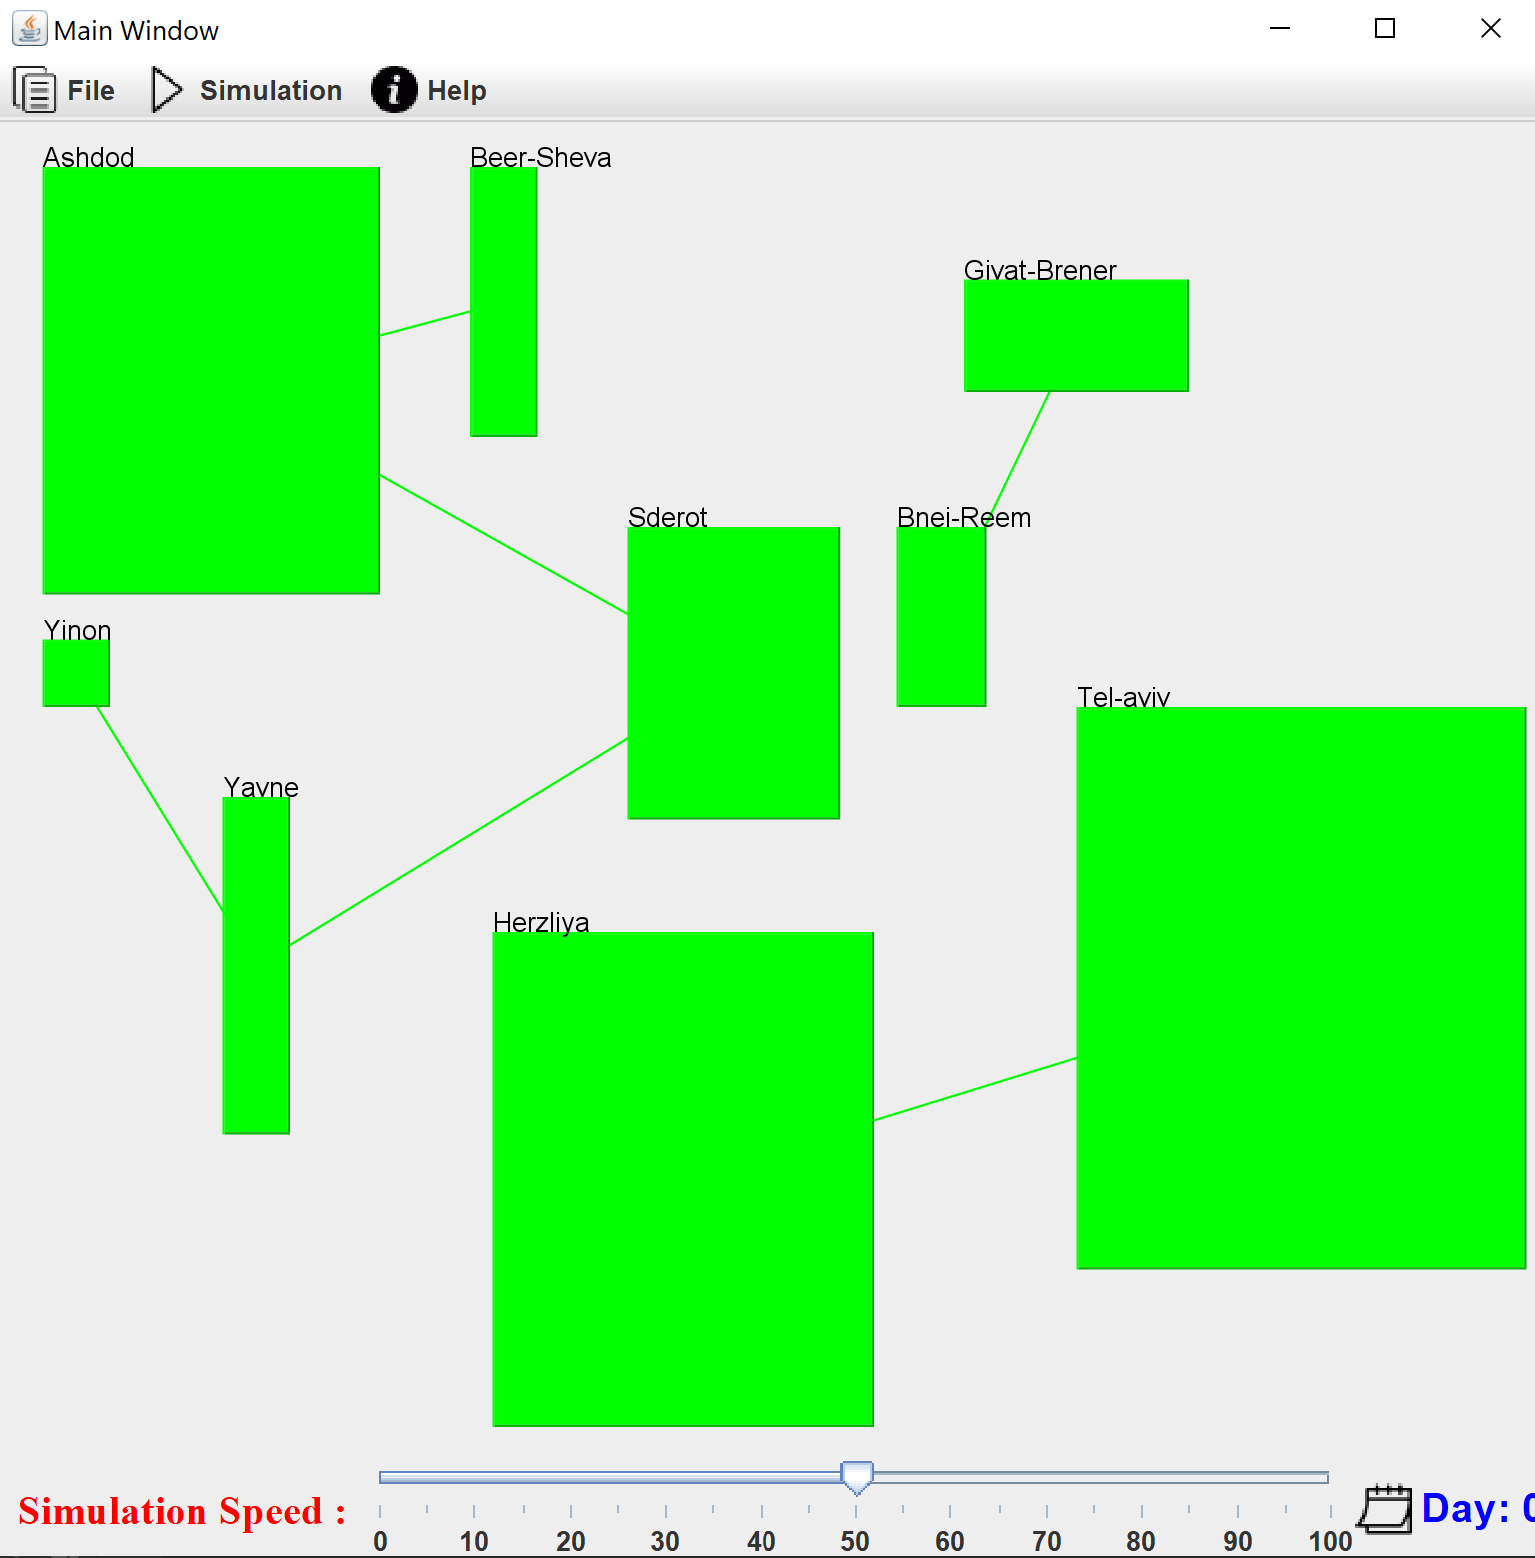 Main Window
File Simulation Help
Ashdod
Beer-Sheva
Givat-Brener
Sderot
Bnei-Reem
Yinon
Tel-aviv
Yavne
Herzliya
Simulation Speed :
0 10 20 30 40 50 60 70 80 90 100
Day: 0